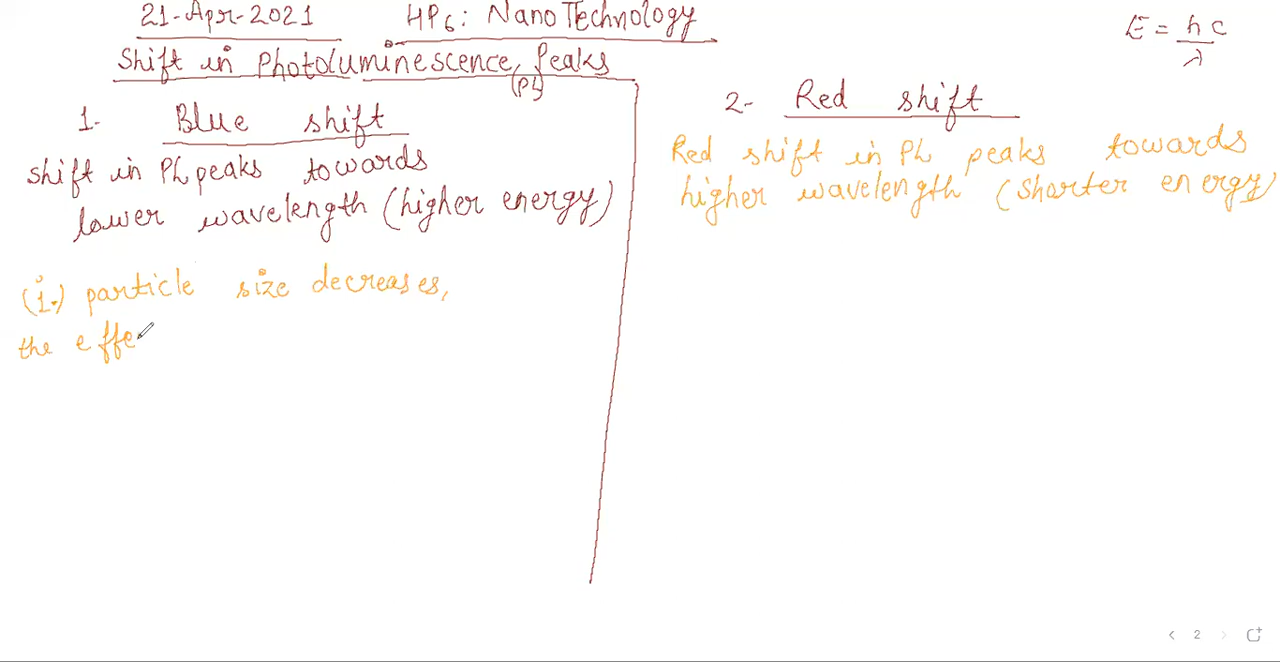 21-Apr-2021 HP6: NanoTechnology
E = hc/λ
Shift in Photoluminescence Peaks
(PL)
1- Blue shift
shift in PL peaks towards
lower wavelength (higher energy)
(i.) particle size decreases,
the effe
2- Red shift
Red shift in PL peaks towards
higher wavelength (shorter energy)
2